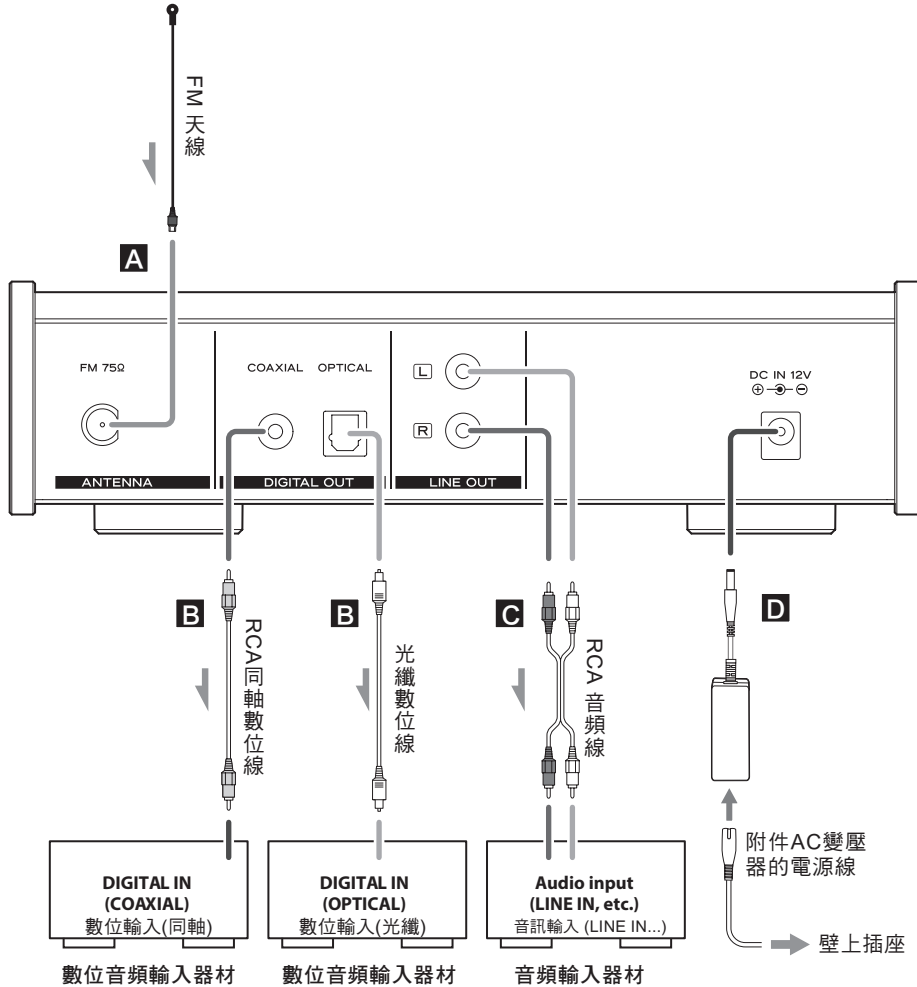 FM 天線
A
FM 75Ω
COAXIAL OPTICAL
L
R
DC IN 12V
ANTENNA
DIGITAL OUT
LINE OUT
B
RCA同軸數位線
B
光纖數位線
C
RCA 音頻線
D
附件AC變壓
器的電源線
壁上插座
DIGITAL IN
(COAXIAL)
數位輸入(同軸)
數位音頻輸入器材
DIGITAL IN
(OPTICAL)
數位輸入(光纖)
數位音頻輸入器材
Audio input
(LINE IN, etc.)
音訊輸入 (LINE IN...)
音頻輸入器材